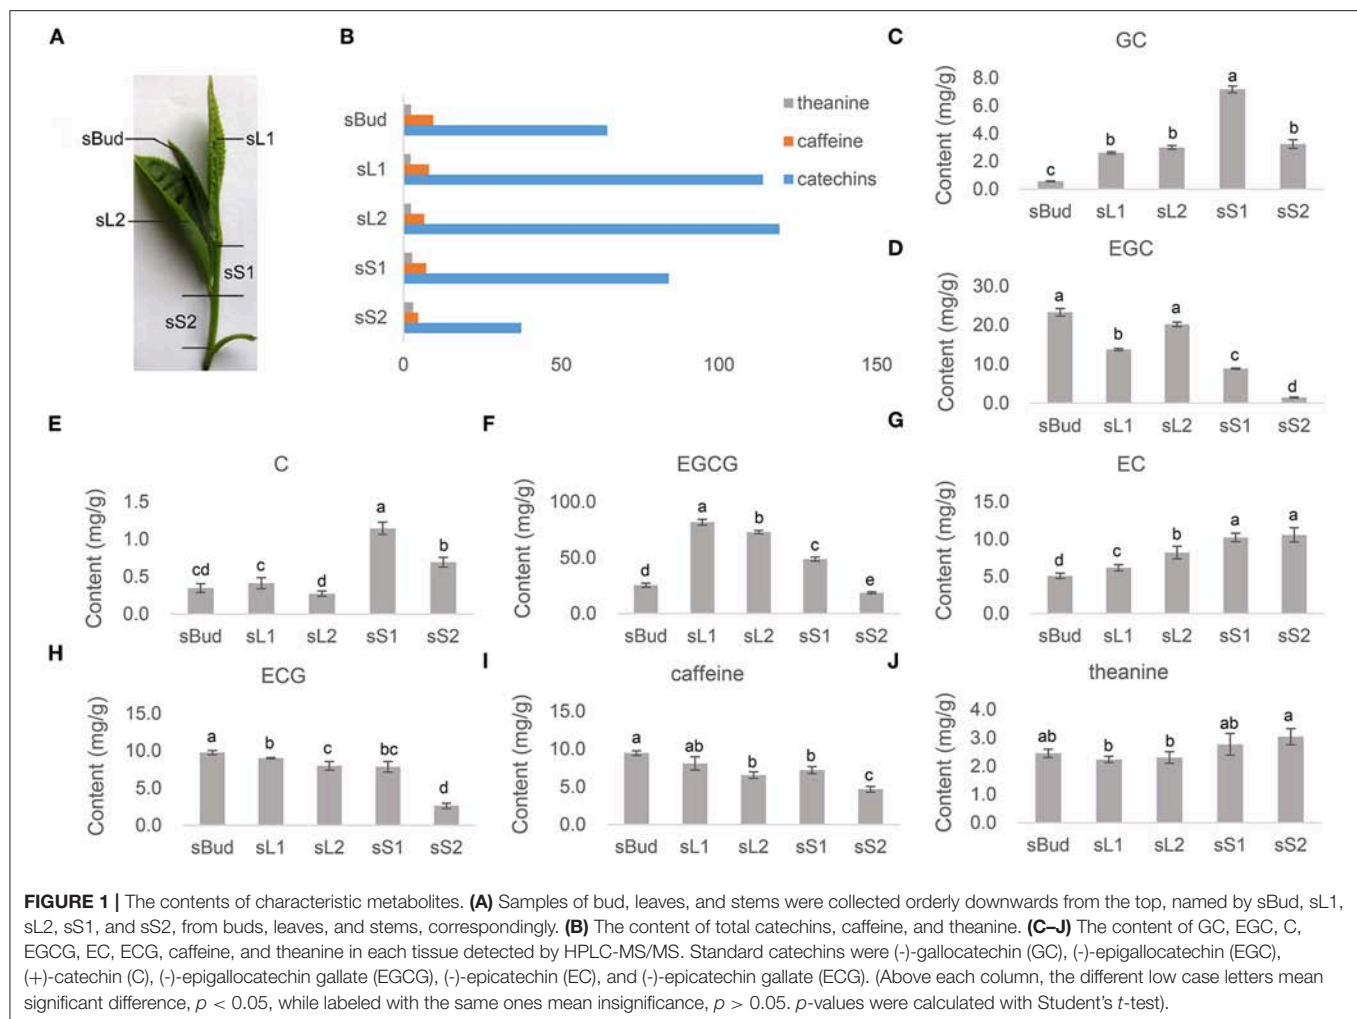 A
sBud
sL1
sL2
sS1
sS2
B
theanine
caffeine
catechins
sBud
sL1
sL2
sS1
sS2
0 50 100 150
C
GC
Content (mg/g)
8.0
6.0
4.0
2.0
0.0
c b b a b
sBud sL1 sL2 sS1 sS2
D
EGC
Content (mg/g)
30.0
20.0
10.0
0.0
a b a c d
sBud sL1 sL2 sS1 sS2
E
C
Content (mg/g)
1.5
1.0
0.5
0.0
cd c d a b
sBud sL1 sL2 sS1 sS2
F
EGCG
Content (mg/g)
100.0
50.0
0.0
d a b c e
sBud sL1 sL2 sS1 sS2
G
EC
Content (mg/g)
15.0
10.0
5.0
0.0
d c b a a
sBud sL1 sL2 sS1 sS2
H
ECG
Content (mg/g)
15.0
10.0
5.0
0.0
a b c bc d
sBud sL1 sL2 sS1 sS2
I
caffeine
Content (mg/g)
15.0
10.0
5.0
0.0
a ab b b c
sBud sL1 sL2 sS1 sS2
J
theanine
Content (mg/g)
4.0
3.0
2.0
1.0
0.0
ab b b ab a
sBud sL1 sL2 sS1 sS2
FIGURE 1 | The contents of characteristic metabolites. (A) Samples of bud, leaves, and stems were collected orderly downwards from the top, named by sBud, sL1,
sL2, sS1, and sS2, from buds, leaves, and stems, correspondingly. (B) The content of total catechins, caffeine, and theanine. (C–J) The content of GC, EGC, C,
EGCG, EC, ECG, caffeine, and theanine in each tissue detected by HPLC-MS/MS. Standard catechins were (-)-gallocatechin (GC), (-)-epigallocatechin (EGC),
(+)-catechin (C), (-)-epigallocatechin gallate (EGCG), (-)-epicatechin (EC), and (-)-epicatechin gallate (ECG). (Above each column, the different low case letters mean
significant difference, p < 0.05, while labeled with the same ones mean insignificance, p > 0.05. p-values were calculated with Student's t-test).